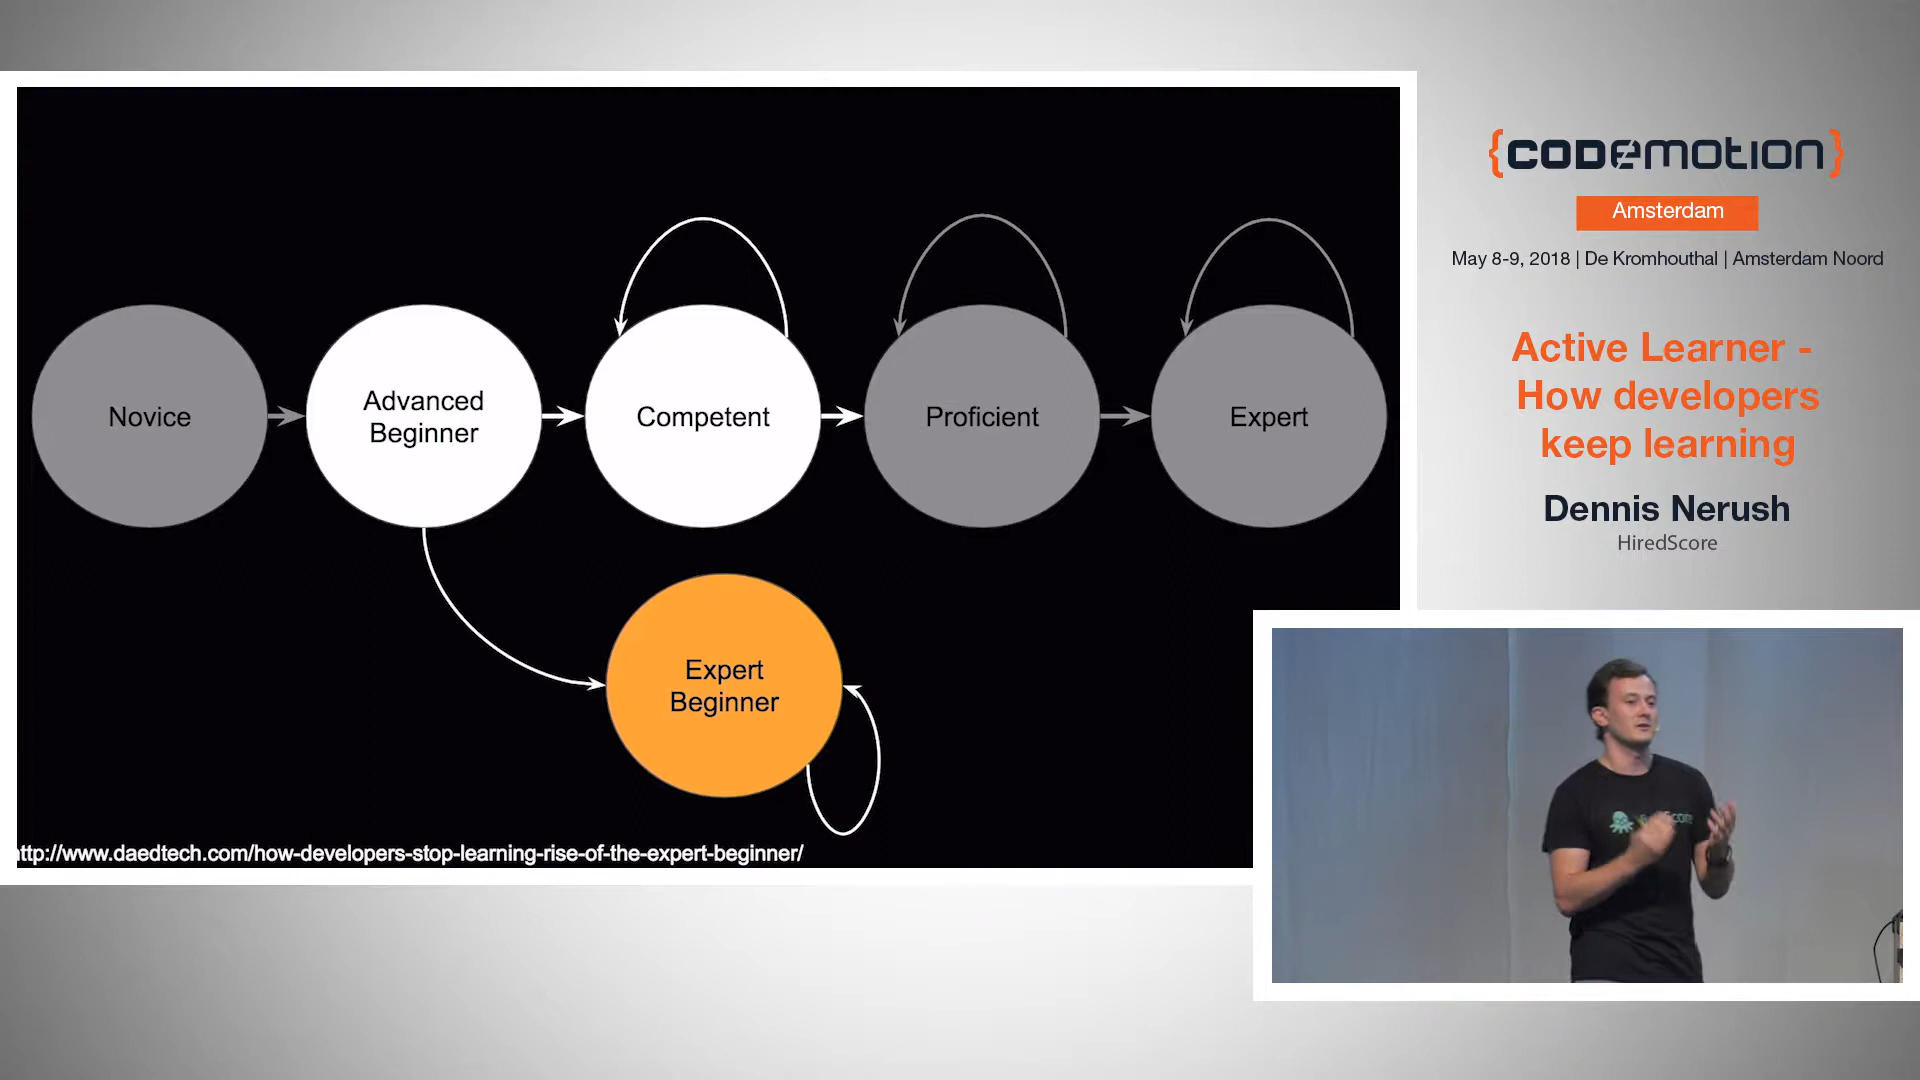 Novice
Advanced
Beginner
Competent
Proficient
Expert
Expert
Beginner
ttp://www.daedtech.com/how-developers-stop-learning-rise-of-the-expert-beginner/
{CODEMOTION}
Amsterdam
May 8-9, 2018 | De Kromhouthal | Amsterdam Noord
Active Learner -
How developers
keep learning
Dennis Nerush
HiredScore